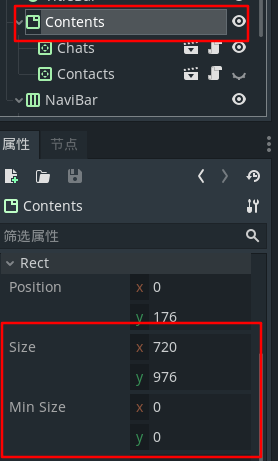 Contents
Chats
Contacts
NaviBar
属性 节点
Contents
筛选属性
Rect
Position x 0
y 176
Size x 720
y 976
Min Size x 0
y 0